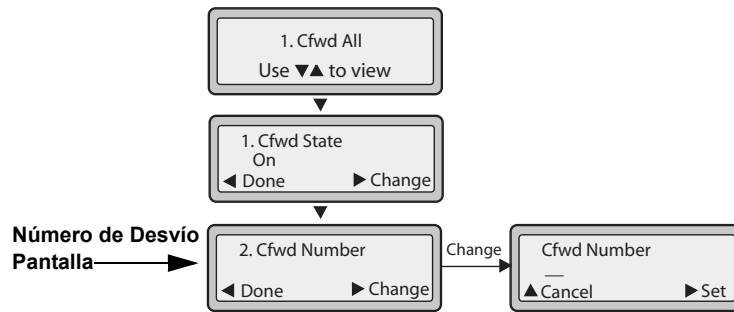 1. Cfwd All
Use ▼▲ to view
▼
1. Cfwd State
On
◀ Done ▶ Change
▼
Número de Desvío
Pantalla
2. Cfwd Number
◀ Done ▶ Change
Change
Cfwd Number
__
▲ Cancel ▶ Set